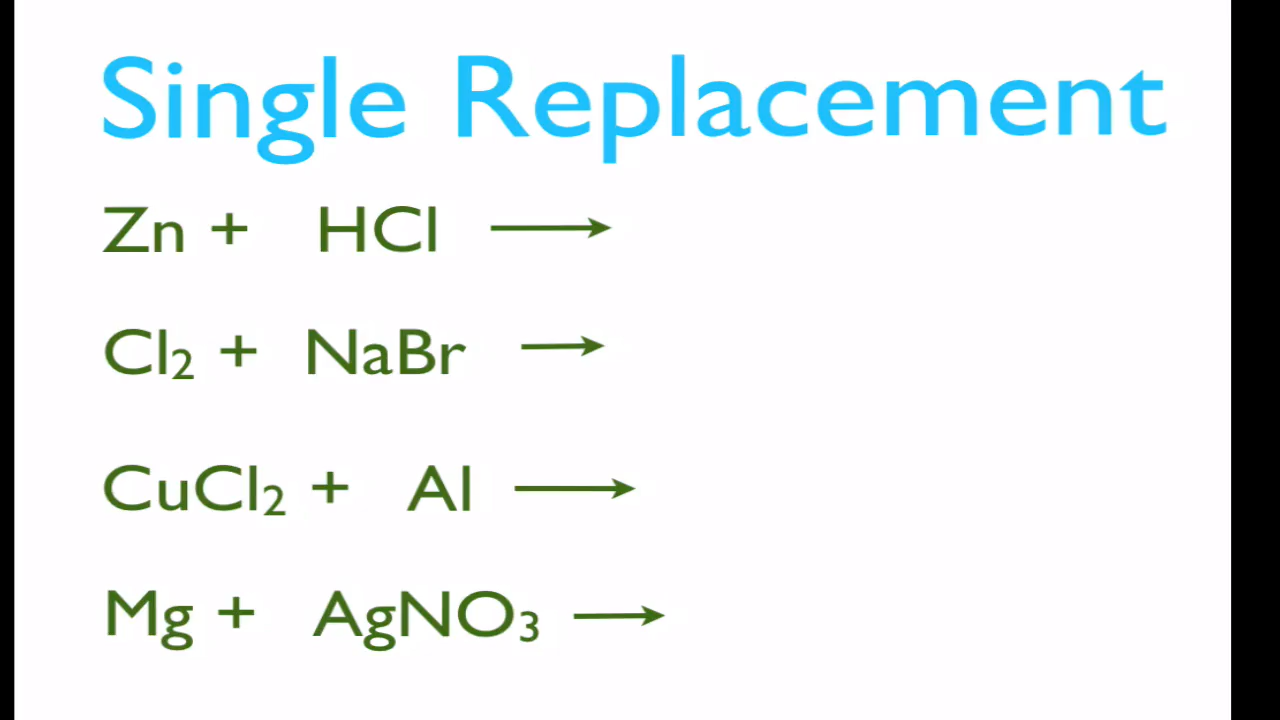 Single Replacement
Zn + HCl ⟶
Cl₂ + NaBr ⟶
CuCl₂ + Al ⟶
Mg + AgNO₃ ⟶